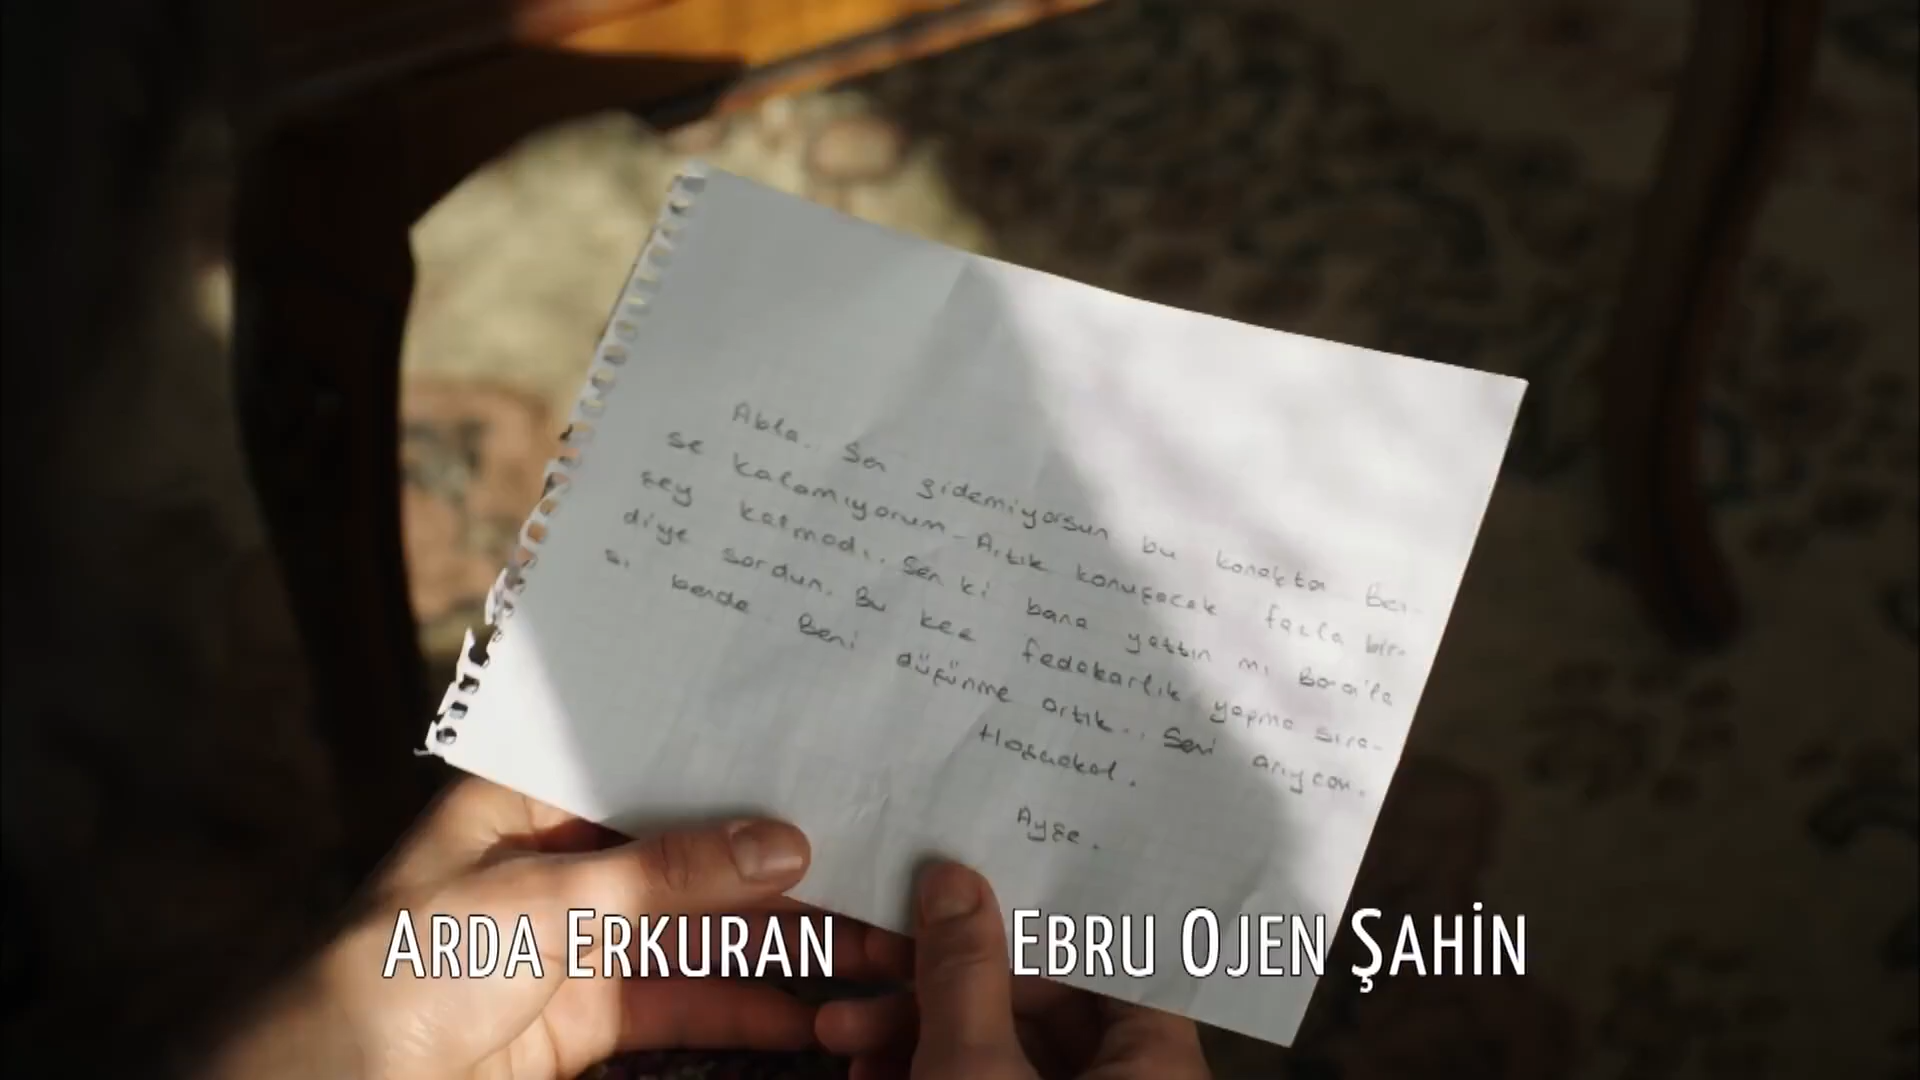 Abla. Sen gidemiyorsun bu konakta Ben-
se kalamıyorum. Artık konuşacak fazla bir-
şey kalmadı. Sen ki bana yattın mı Bora'la
diye sordun. Bu kez fedakarlık yapma sıra-
sı bende. Beni düşünme artık.. Seni arıycam.
Hoşçakal.
Ayşe.
ARDA ERKURAN EBRU OJEN ŞAHİN